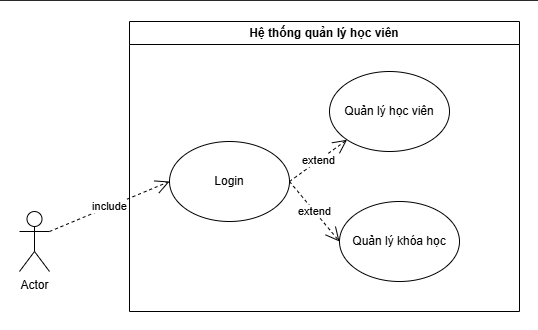 Hệ thống quản lý học viên
Quản lý học viên
extend
Login
include
extend
Quản lý khóa học
Actor